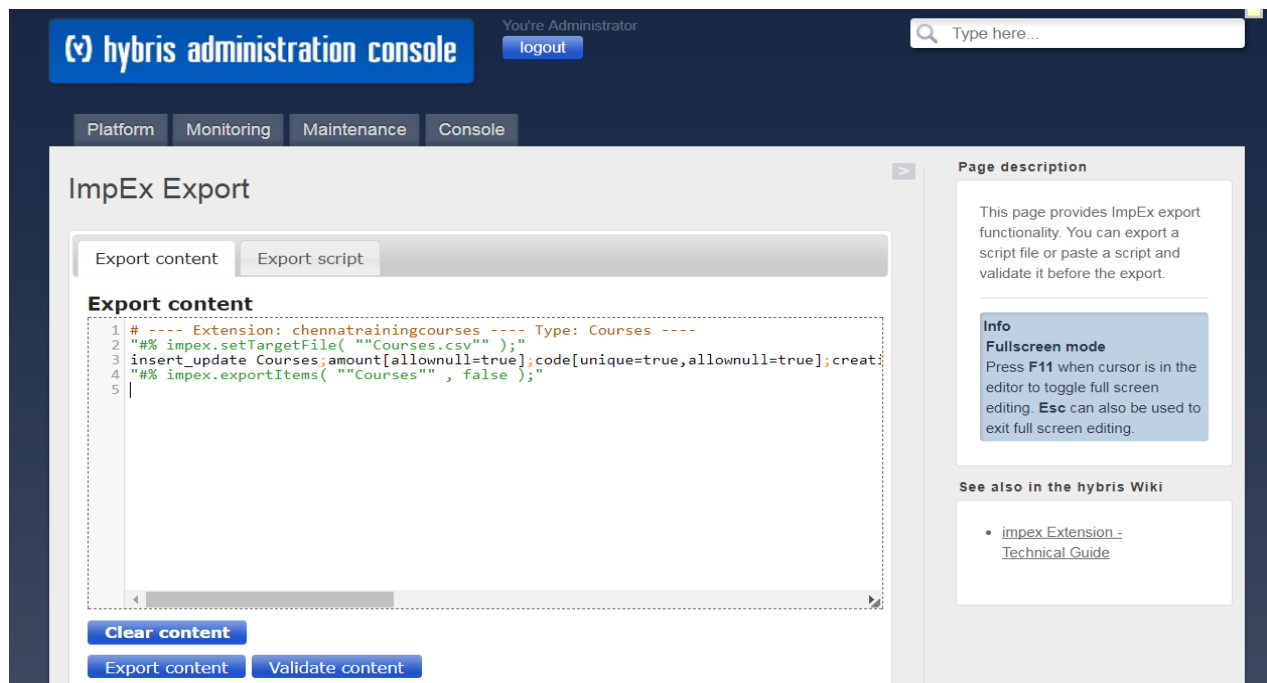 (y) hybris administration console
You're Administrator
logout
Type here...
Platform
Monitoring
Maintenance
Console
ImpEx Export
>
Export content
Export script
Export content
1 # ---- Extension: chennatrainingcourses ---- Type: Courses ----
2 "#% impex.setTargetFile( ""Courses.csv"" );"
3 insert_update Courses;amount[allownull=true];code[unique=true,allownull=true];creati
4 "#% impex.exportItems( ""Courses"" , false );"
5
Clear content
Export content
Validate content
Page description
This page provides ImpEx export
functionality. You can export a
script file or paste a script and
validate it before the export.
Info
Fullscreen mode
Press F11 when cursor is in the
editor to toggle full screen
editing. Esc can also be used to
exit full screen editing.
See also in the hybris Wiki
impex Extension -
Technical Guide